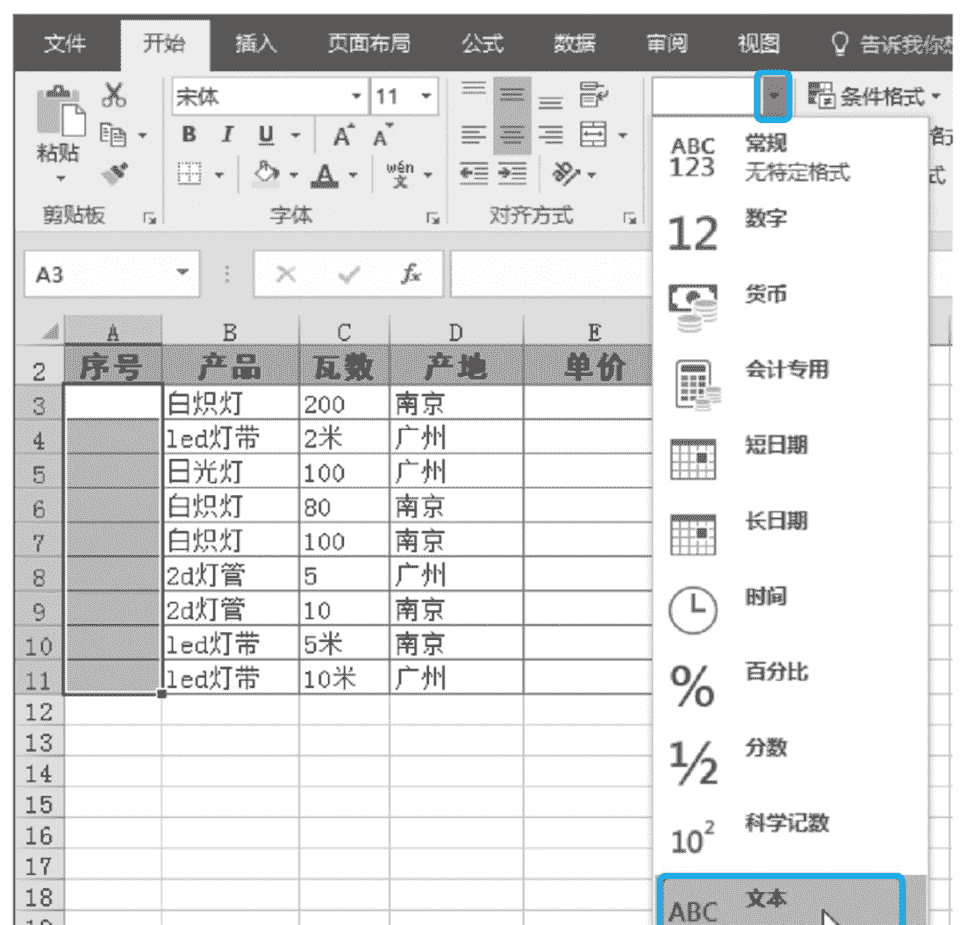 文件 开始 插入 页面布局 公式 数据 审阅 视图 告诉我你想
宋体 11 条件格式
粘贴 B I U A A wén 文
剪贴板 字体 对齐方式
A3 fx
A B C D E
2 序号 产品 瓦数 产地 单价
3 白炽灯 200 南京
4 led灯带 2米 广州
5 日光灯 100 广州
6 白炽灯 80 南京
7 白炽灯 100 南京
8 2d灯管 5 广州
9 2d灯管 10 南京
10 led灯带 5米 南京
11 led灯带 10米 广州
12
13
14
15
16
17
18
ABC 123 常规
无特定格式
12 数字
货币
会计专用
短日期
长日期
时间
% 百分比
½ 分数
10² 科学记数
ABC 文本